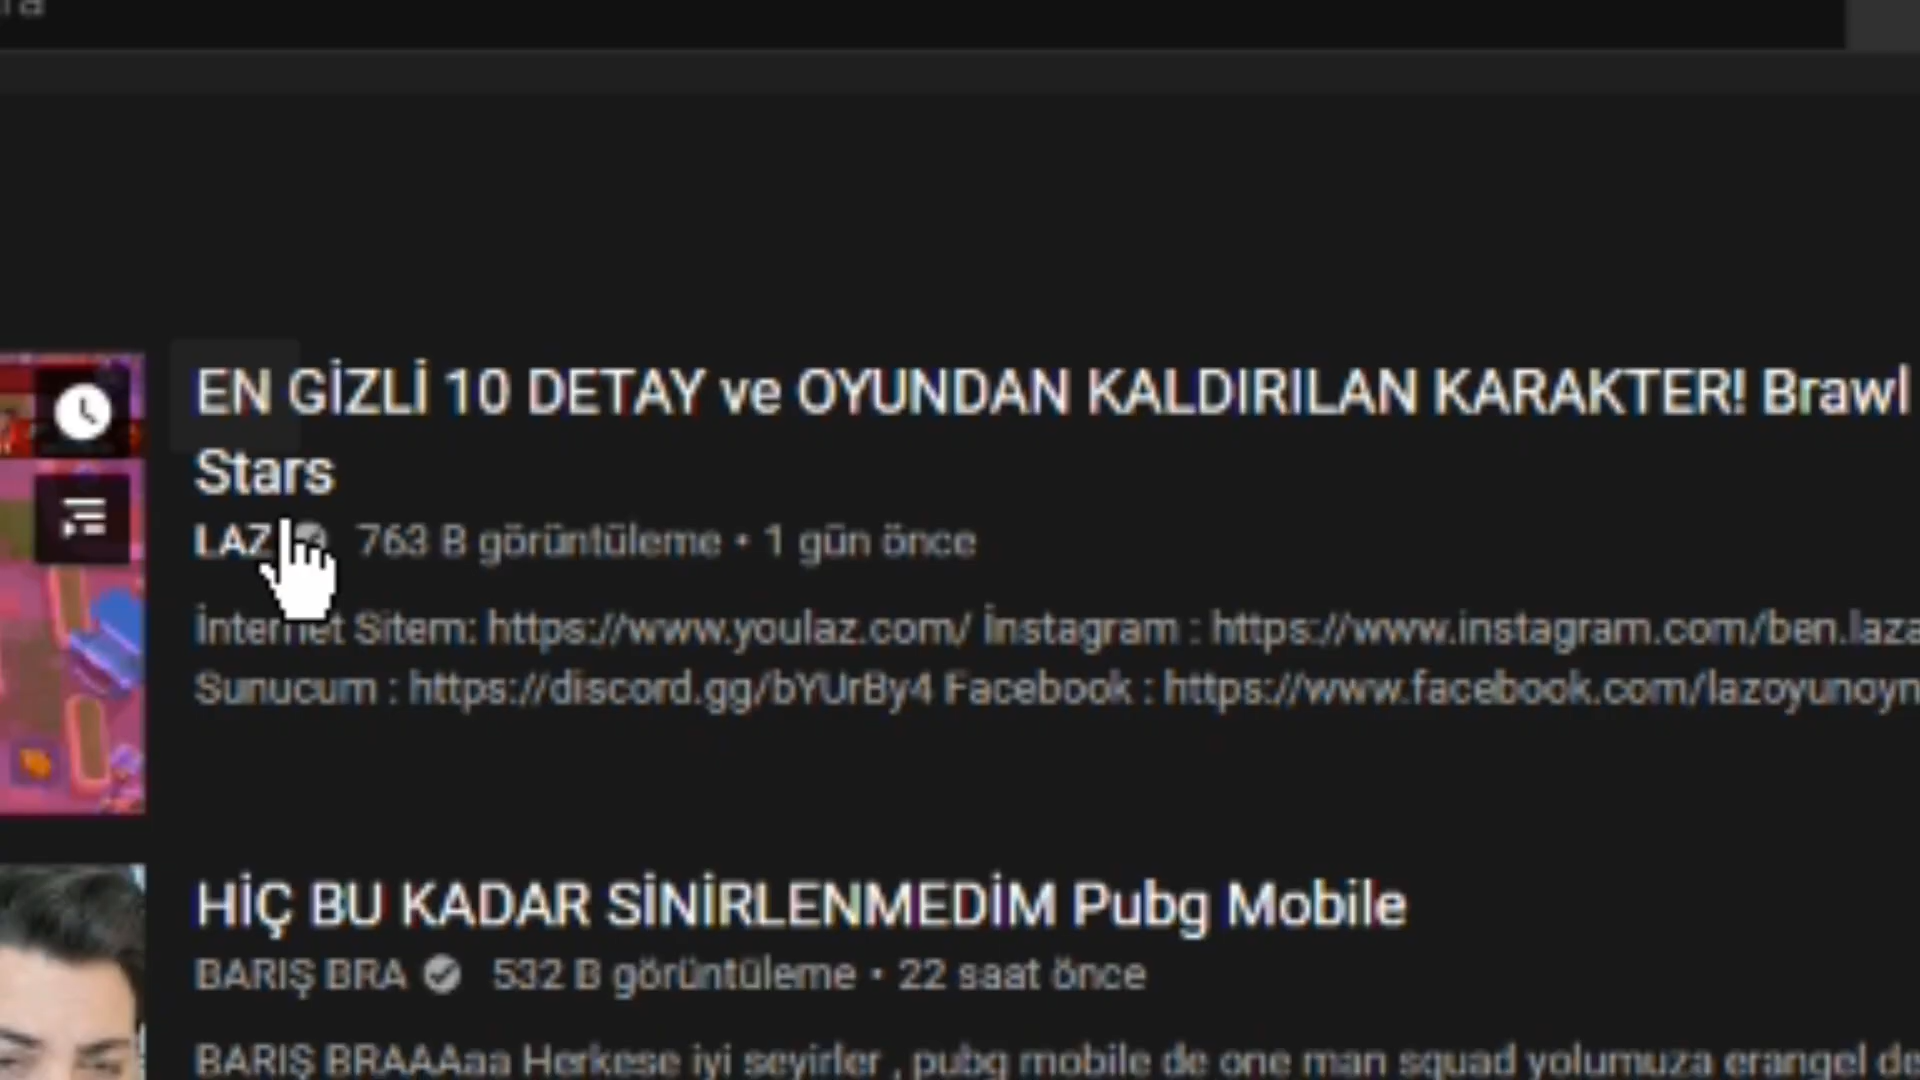 EN GİZLİ 10 DETAY ve OYUNDAN KALDIRILAN KARAKTER! Brawl
Stars
LAZ 763 B görüntüleme • 1 gün önce
İnternet Sitem: https://www.youlaz.com/ İnstagram : https://www.instagram.com/ben.laza
Sunucum : https://discord.gg/bYUrBy4 Facebook : https://www.facebook.com/lazoyunoyn
HİÇ BU KADAR SİNİRLENMEDİM Pubg Mobile
BARIŞ BRA 532 B görüntüleme • 22 saat önce
BARIŞ BRAAAaa Herkese iyi seyirler , pubg mobile de one man squad yolumuza erangel de